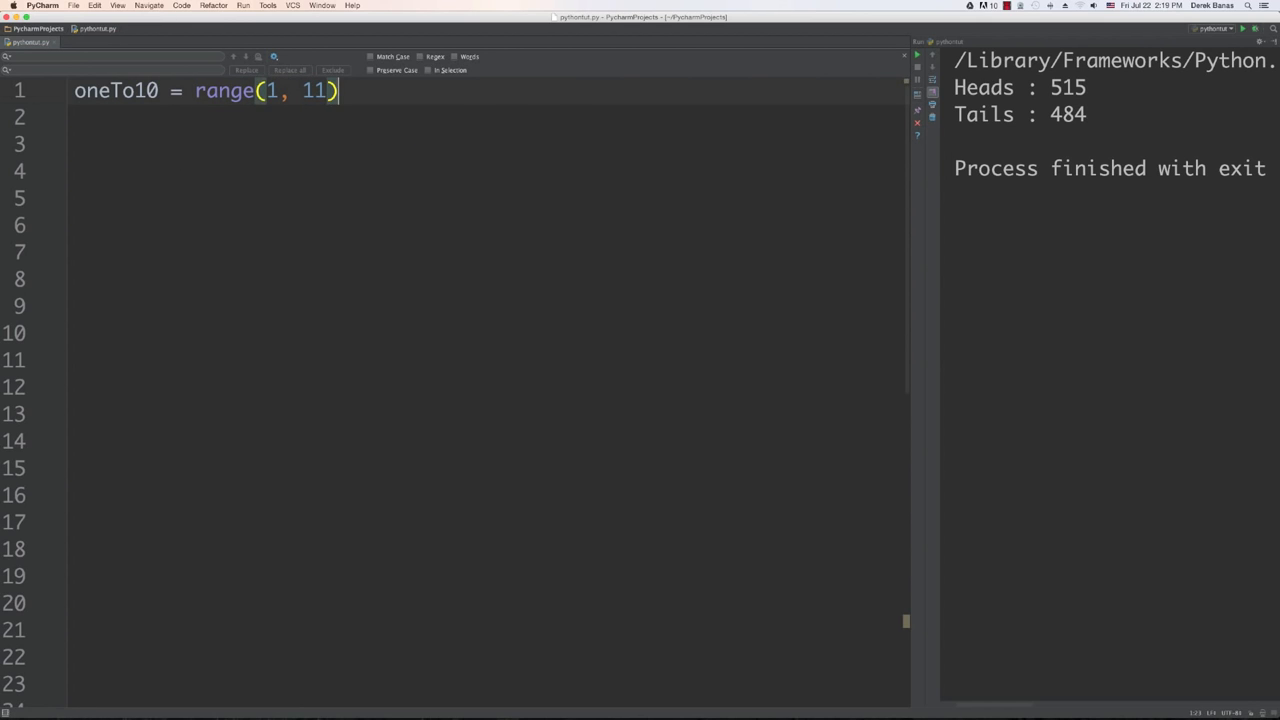 PyCharm File Edit View Navigate Code Refactor Run Tools VCS Window Help
10 Fri Jul 22 2:19 PM Derek Banas
pythontut.py - PycharmProjects - [~/PycharmProjects]
PycharmProjects pythontut.py
pythontut
pythontut.py
Run: pythontut
Match Case Regex Words
Replace Replace all Exclude Preserve Case In Selection
1 oneTo10 = range(1, 11)
2
3
4
5
6
7
8
9
10
11
12
13
14
15
16
17
18
19
20
21
22
23
24
/Library/Frameworks/Python.
Heads : 515
Tails : 484
Process finished with exit
1:23 LF UTF-8